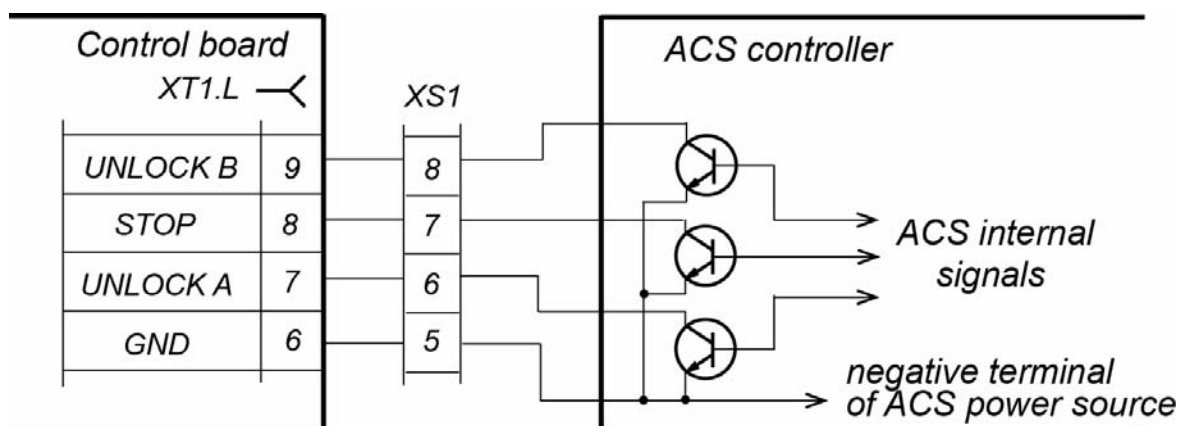 Control board
ACS controller
XT1.L
XS1
UNLOCK B 9 8
STOP 8 7
UNLOCK A 7 6
GND 6 5
ACS internal
signals
negative terminal
of ACS power source